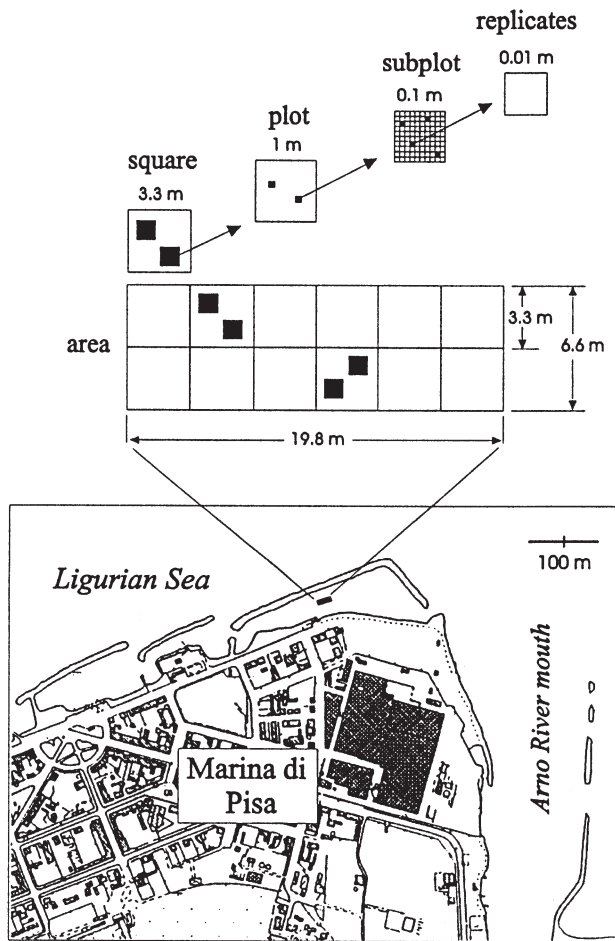 replicates
0.01 m
subplot
0.1 m
plot
1 m
square
3.3 m
area
3.3 m
6.6 m
19.8 m
Ligurian Sea
100 m
Marina di
Pisa
Arno River mouth